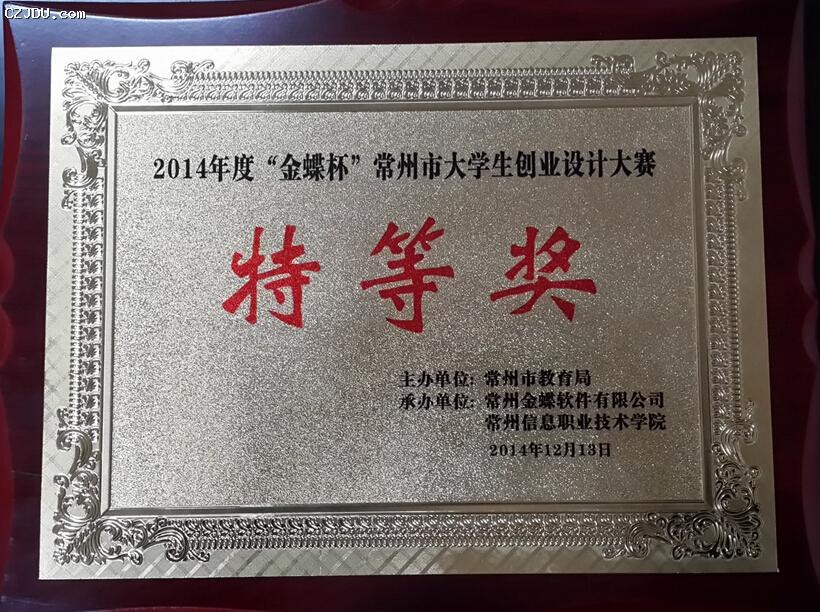 CZJDU.com
2014年度“金蝶杯”常州市大学生创业设计大赛
特等奖
主办单位: 常州市教育局
承办单位: 常州金蝶软件有限公司
常州信息职业技术学院
2014年12月13日